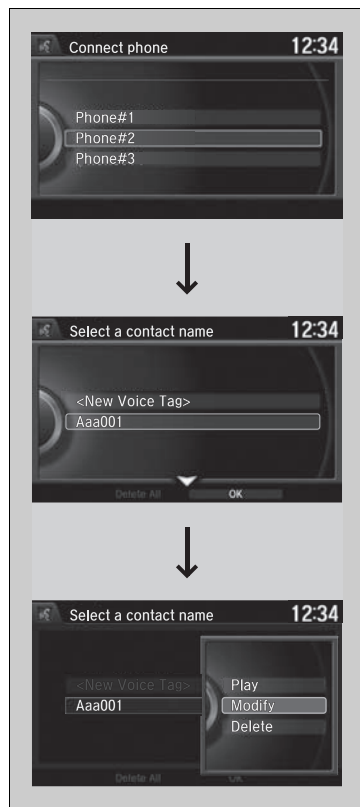 Connect phone 12:34
Phone#1
Phone#2
Phone#3
Select a contact name 12:34
<New Voice Tag>
Aaa001
Delete All OK
Select a contact name 12:34
<New Voice Tag> Play
Aaa001 Modify
Delete
Delete All OK